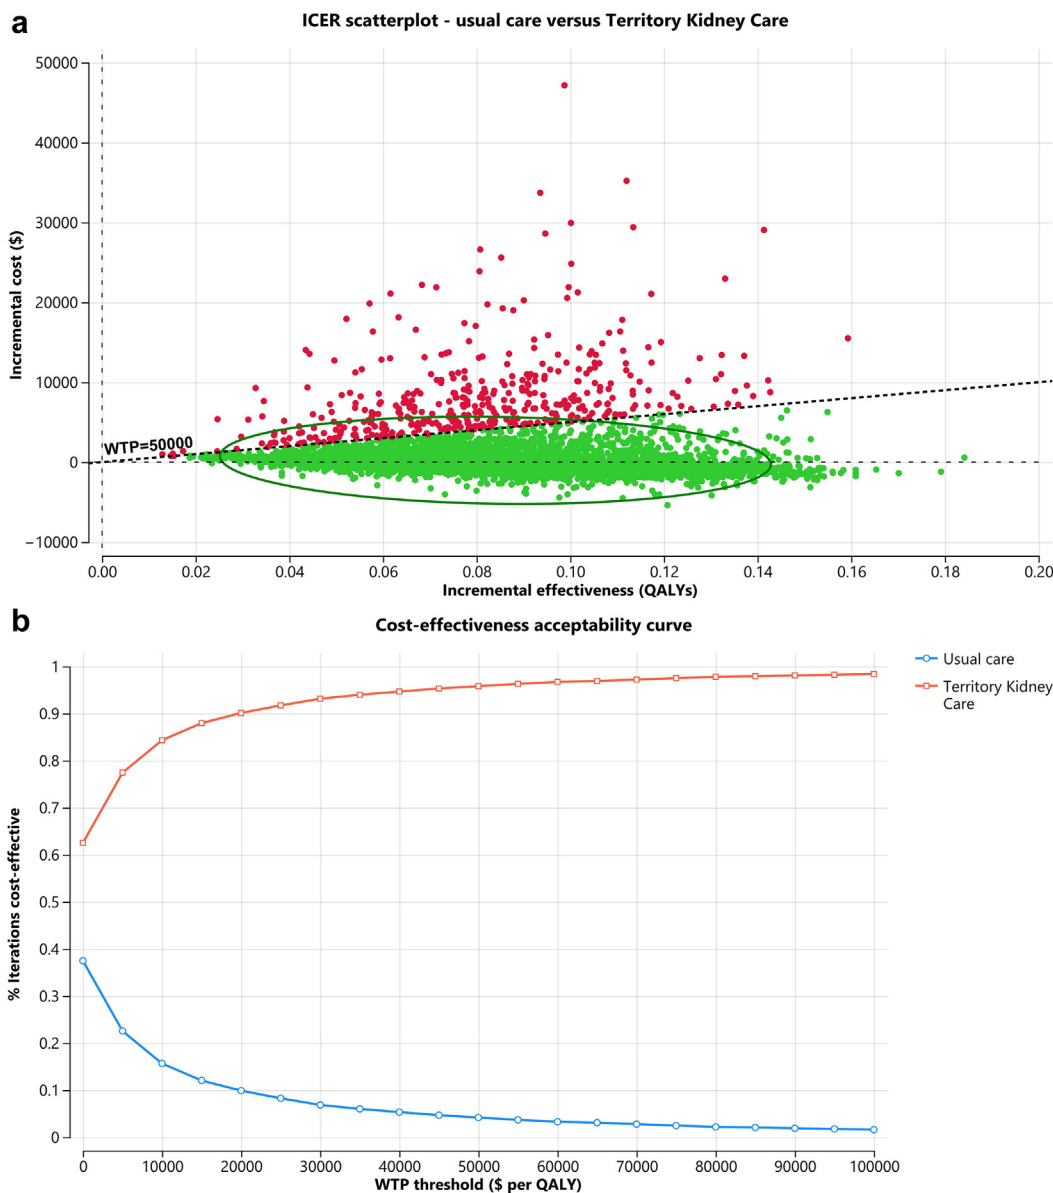 a
ICER scatterplot - usual care versus Territory Kidney Care
Incremental cost ($)
50000
40000
30000
20000
10000
0
−10000
WTP=50000
0.00 0.02 0.04 0.06 0.08 0.10 0.12 0.14 0.16 0.18 0.20
Incremental effectiveness (QALYs)
b
Cost-effectiveness acceptability curve
% Iterations cost-effective
1
0.9
0.8
0.7
0.6
0.5
0.4
0.3
0.2
0.1
0
0 10000 20000 30000 40000 50000 60000 70000 80000 90000 100000
WTP threshold ($ per QALY)
Usual care
Territory Kidney
Care